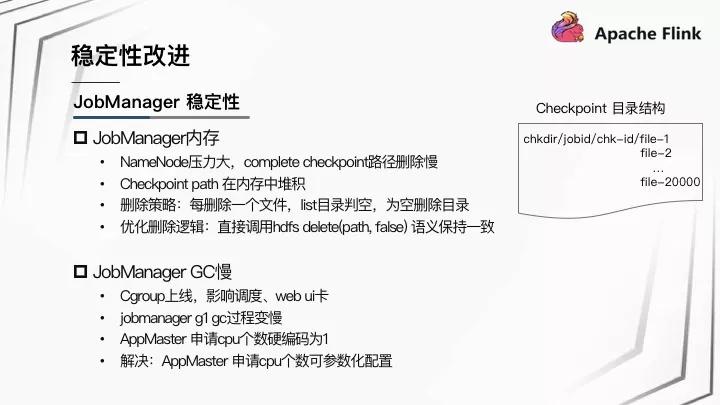 Apache Flink
稳定性改进
JobManager 稳定性
JobManager内存
• NameNode压力大，complete checkpoint路径删除慢
• Checkpoint path 在内存中堆积
• 删除策略：每删除一个文件，list目录判空，为空删除目录
• 优化删除逻辑：直接调用hdfs delete(path, false) 语义保持一致
JobManager GC慢
• Cgroup上线，影响调度、web ui卡
• jobmanager g1 gc过程变慢
• AppMaster 申请cpu个数硬编码为1
• 解决：AppMaster 申请cpu个数可参数化配置
Checkpoint 目录结构
chkdir/jobid/chk-id/file-1
file-2
...
file-20000